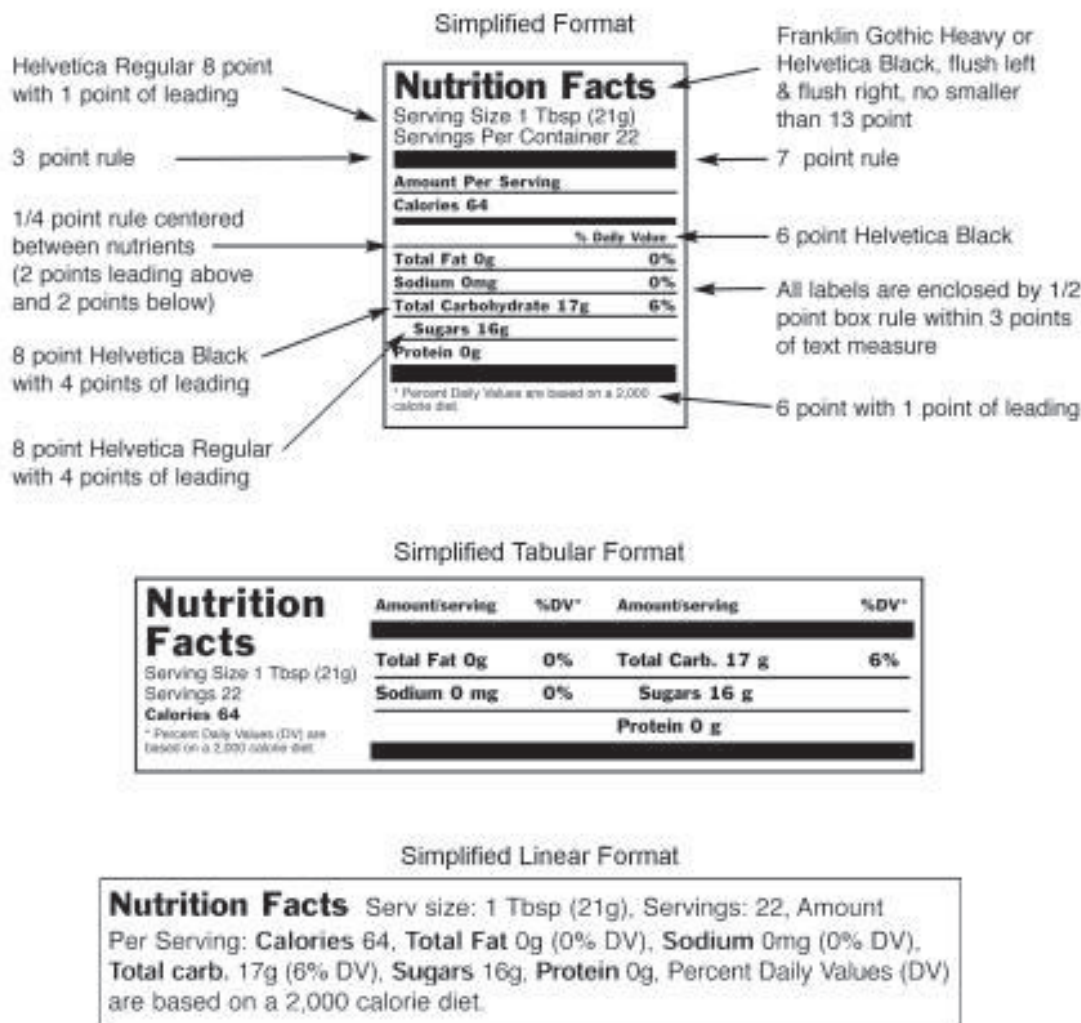 Simplified Format
Helvetica Regular 8 point
with 1 point of leading
3 point rule
1/4 point rule centered
between nutrients
(2 points leading above
and 2 points below)
8 point Helvetica Black
with 4 points of leading
8 point Helvetica Regular
with 4 points of leading
Nutrition Facts
Serving Size 1 Tbsp (21g)
Servings Per Container 22
Amount Per Serving
Calories 64
% Daily Value
Total Fat 0g 0%
Sodium 0mg 0%
Total Carbohydrate 17g 6%
Sugars 16g
Protein 0g
* Percent Daily Values are based on a 2,000
calorie diet.
Franklin Gothic Heavy or
Helvetica Black, flush left
& flush right, no smaller
than 13 point
7 point rule
6 point Helvetica Black
All labels are enclosed by 1/2
point box rule within 3 points
of text measure
6 point with 1 point of leading
Simplified Tabular Format
Nutrition
Facts
Serving Size 1 Tbsp (21g)
Servings 22
Calories 64
* Percent Daily Values (DV) are
based on a 2,000 calorie diet.
Amount/serving %DV* Amount/serving %DV*
Total Fat 0g 0% Total Carb. 17 g 6%
Sodium 0 mg 0% Sugars 16 g
Protein 0 g
Simplified Linear Format
Nutrition Facts Serv size: 1 Tbsp (21g), Servings: 22, Amount
Per Serving: Calories 64, Total Fat 0g (0% DV), Sodium 0mg (0% DV),
Total carb. 17g (6% DV), Sugars 16g, Protein 0g, Percent Daily Values (DV)
are based on a 2,000 calorie diet.